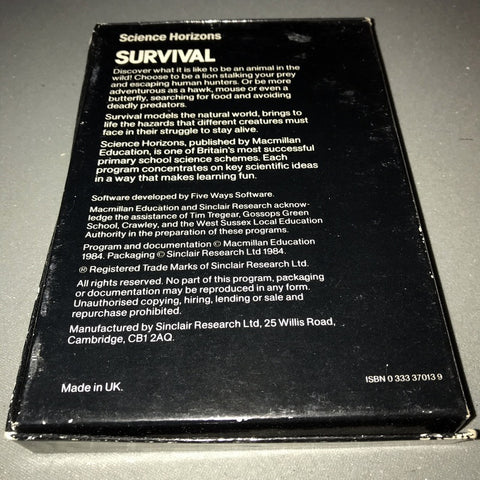 Science Horizons
SURVIVAL
Discover what it is like to be an animal in the
wild! Choose to be a lion stalking your prey
and escaping human hunters. Or be more
adventurous as a hawk, mouse or even a
butterfly, searching for food and avoiding
deadly predators.
Survival models the natural world, brings to
life the hazards that different creatures must
face in their struggle to stay alive.
Science Horizons, published by Macmillan
Education, is one of Britain's most successful
primary school science schemes. Each
program concentrates on key scientific ideas
in a way that makes learning fun.
Software developed by Five Ways Software.
Macmillan Education and Sinclair Research acknow-
ledge the assistance of Tim Tregear, Gossops Green
School, Crawley, and the West Sussex Local Education
Authority in the preparation of these programs.
Program and documentation © Macmillan Education
1984. Packaging © Sinclair Research Ltd 1984.
® Registered Trade Marks of Sinclair Research Ltd.
All rights reserved. No part of this program, packaging
or documentation may be reproduced in any form.
Unauthorised copying, hiring, lending or sale and
repurchase prohibited.
Manufactured by Sinclair Research Ltd, 25 Willis Road,
Cambridge, CB1 2AQ.
Made in UK.
ISBN 0 333 37013 9